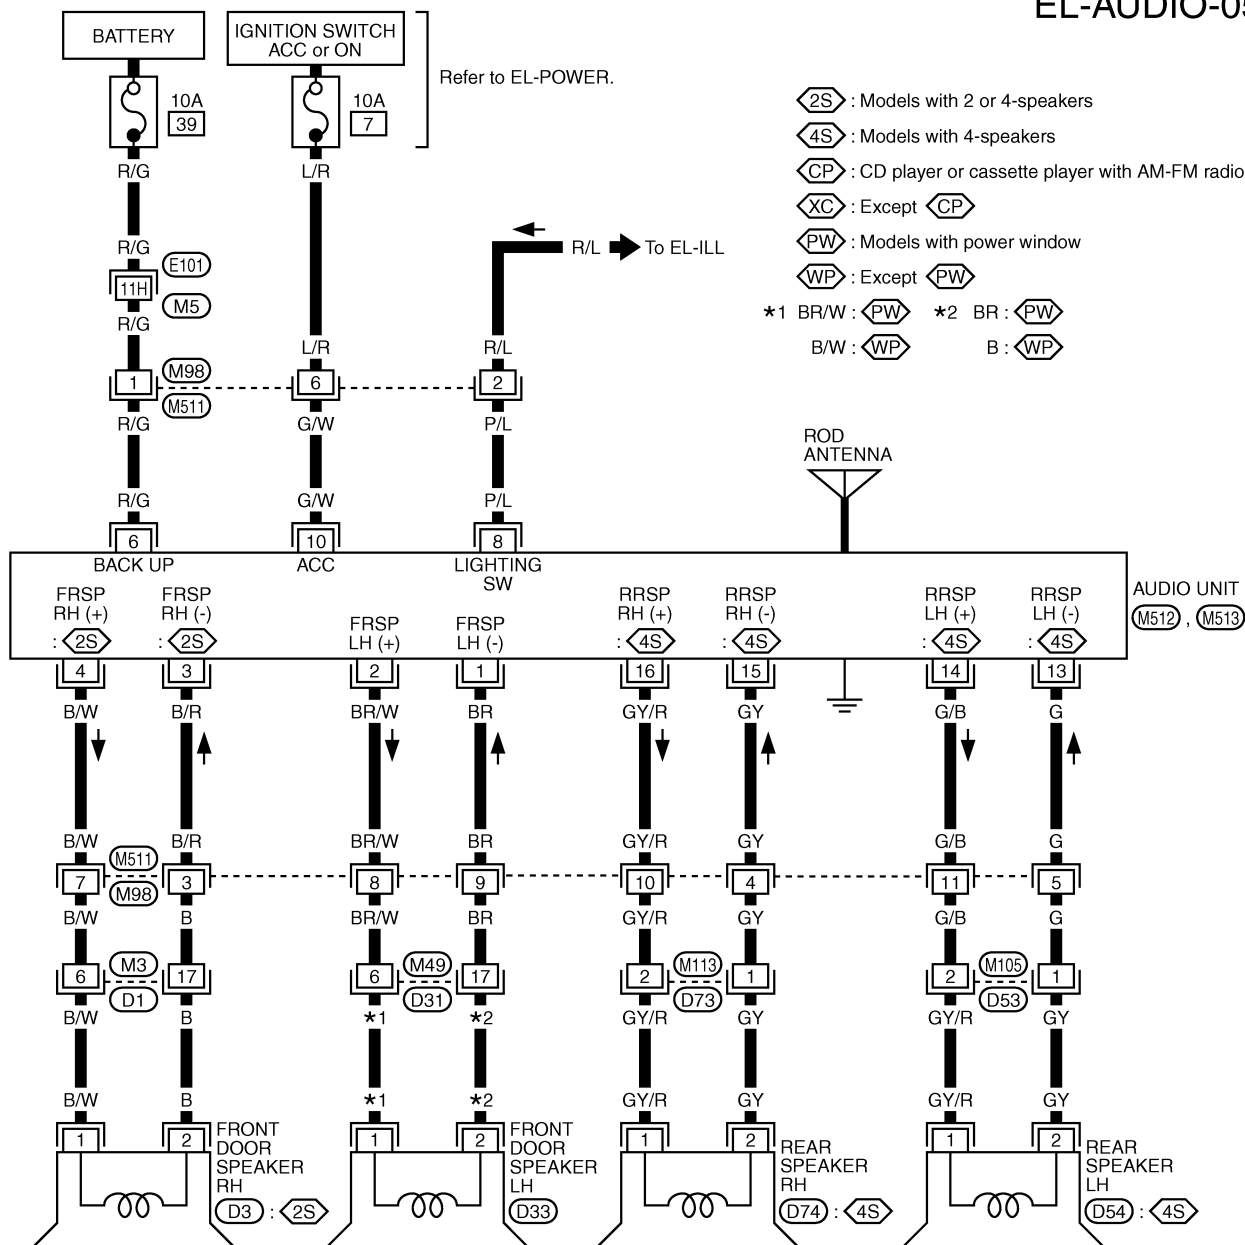 EL-AUDIO-05
BATTERY
IGNITION SWITCH
ACC or ON
Refer to EL-POWER.
10A
39
10A
7
2S : Models with 2 or 4-speakers
4S : Models with 4-speakers
CP : CD player or cassette player with AM-FM radio
XC : Except CP
PW : Models with power window
WP : Except PW
*1 BR/W : PW *2 BR : PW
B/W : WP B : WP
R/G L/R
R/L To EL-ILL
R/G
E101
11H
M5
R/G
L/R R/L
1 M98 6 2
M511
R/G G/W P/L
ROD
ANTENNA
R/G G/W P/L
6 10 8
BACK UP ACC LIGHTING
SW
FRSP
RH (+)
: 2S
FRSP
RH (-)
: 2S
FRSP
LH (+)
FRSP
LH (-)
RRSP
RH (+)
: 4S
RRSP
RH (-)
: 4S
RRSP
LH (+)
: 4S
RRSP
LH (-)
: 4S
AUDIO UNIT
M512 , M513
4 3 2 1 16 15 14 13
B/W B/R BR/W BR GY/R GY G/B G
B/W B/R BR/W BR GY/R GY G/B G
M511
7 3 8 9 10 4 11 5
M98
B/W B BR/W BR GY/R GY G/B G
M3 M49 M113 M105
6 17 6 17 2 1 2 1
D1 D31 D73 D53
B/W B *1 *2 GY/R GY GY/R GY
B/W B *1 *2 GY/R GY GY/R GY
1 2 1 2 1 2 1 2
FRONT
DOOR
SPEAKER
RH
D3 : 2S
FRONT
DOOR
SPEAKER
LH
D33
REAR
SPEAKER
RH
D74 : 4S
REAR
SPEAKER
LH
D54 : 4S